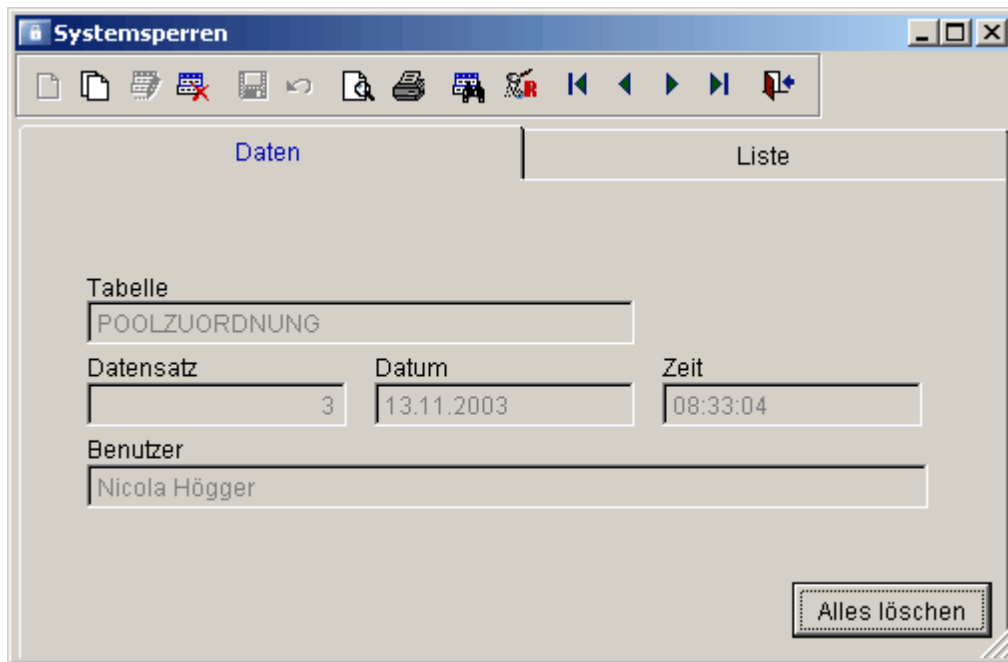 Systemsperren
Daten Liste
Tabelle
POOLZUORDNUNG
Datensatz Datum Zeit
3 13.11.2003 08:33:04
Benutzer
Nicola Högger
Alles löschen